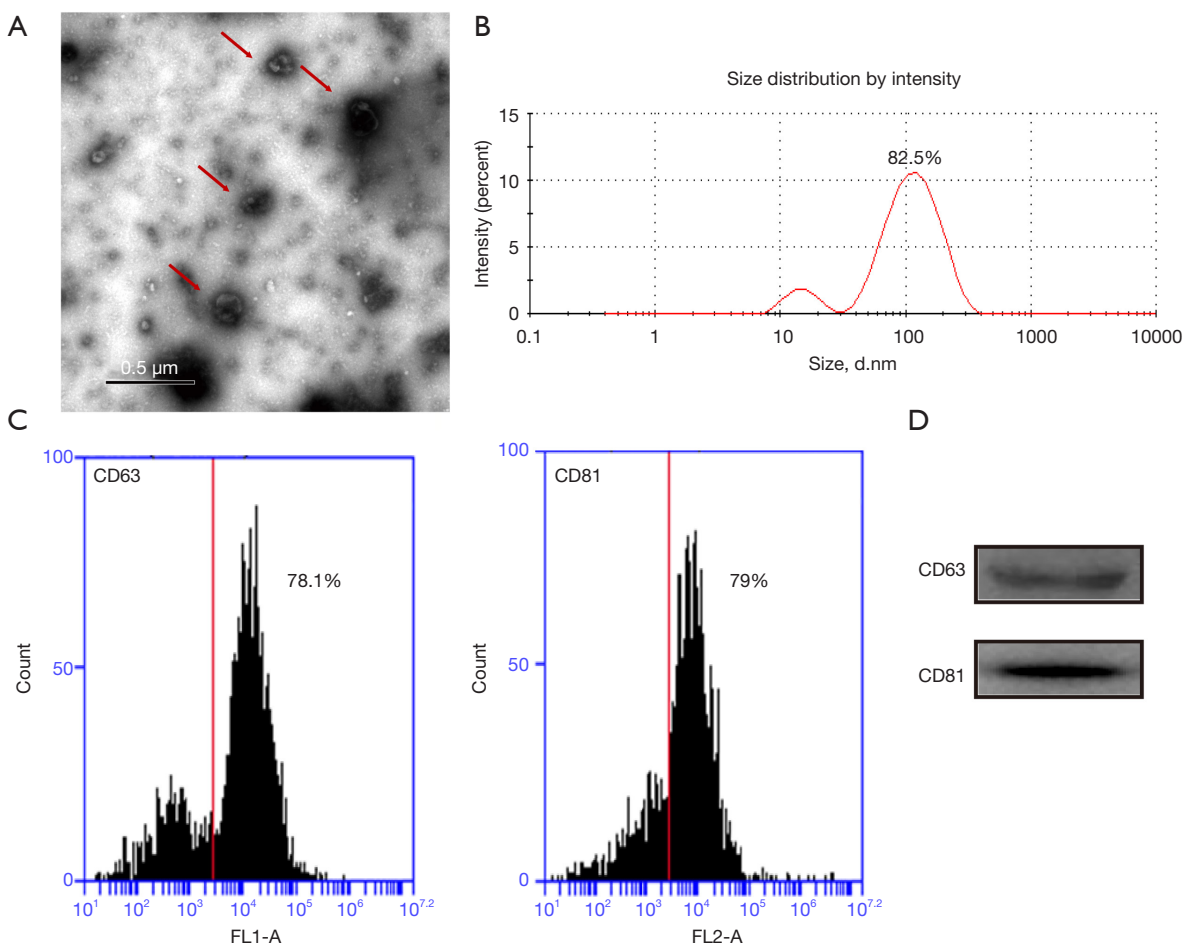 A
0.5 µm
B
Size distribution by intensity
Intensity (percent)
15
10
5
0
82.5%
0.1 1 10 100 1000 10000
Size, d.nm
C
CD63
78.1%
Count
100
50
0
10¹ 10² 10³ 10⁴ 10⁵ 10⁶ 10⁷·²
FL1-A
CD81
79%
Count
100
50
0
10¹ 10² 10³ 10⁴ 10⁵ 10⁶ 10⁷·²
FL2-A
D
CD63
CD81